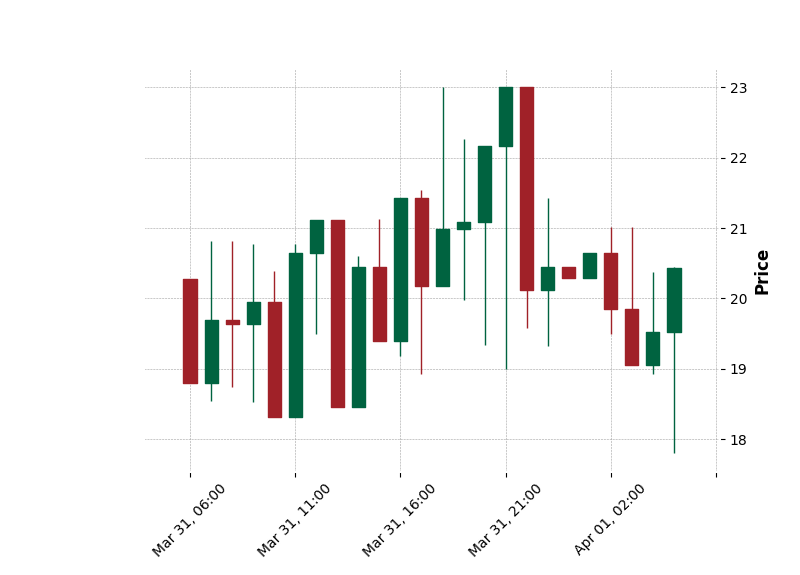 23
22
21
20
19
18
Price
Mar 31, 06:00
Mar 31, 11:00
Mar 31, 16:00
Mar 31, 21:00
Apr 01, 02:00